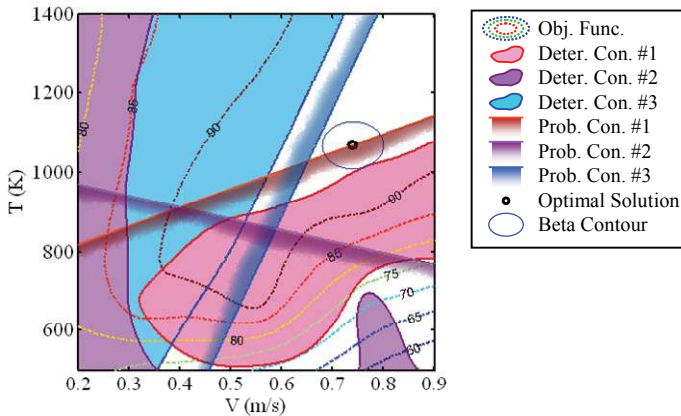 1400
1200
1000
800
600
T (K)
80
85
90
90
85
80
75
70
65
60
0.2 0.3 0.4 0.5 0.6 0.7 0.8 0.9
V (m/s)
Obj. Func.
Deter. Con. #1
Deter. Con. #2
Deter. Con. #3
Prob. Con. #1
Prob. Con. #2
Prob. Con. #3
Optimal Solution
Beta Contour